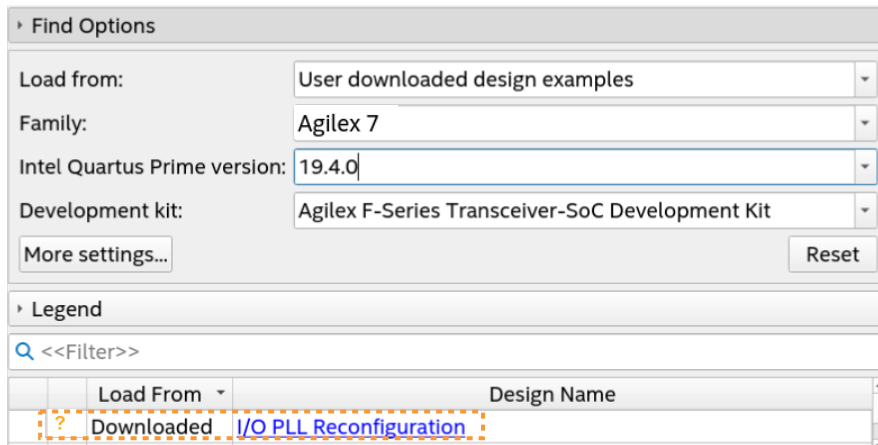 Find Options
Load from: User downloaded design examples
Family: Agilex 7
Intel Quartus Prime version: 19.4.0
Development kit: Agilex F-Series Transceiver-SoC Development Kit
More settings... Reset
Legend
<<Filter>>
Load From Design Name
? Downloaded I/O PLL Reconfiguration